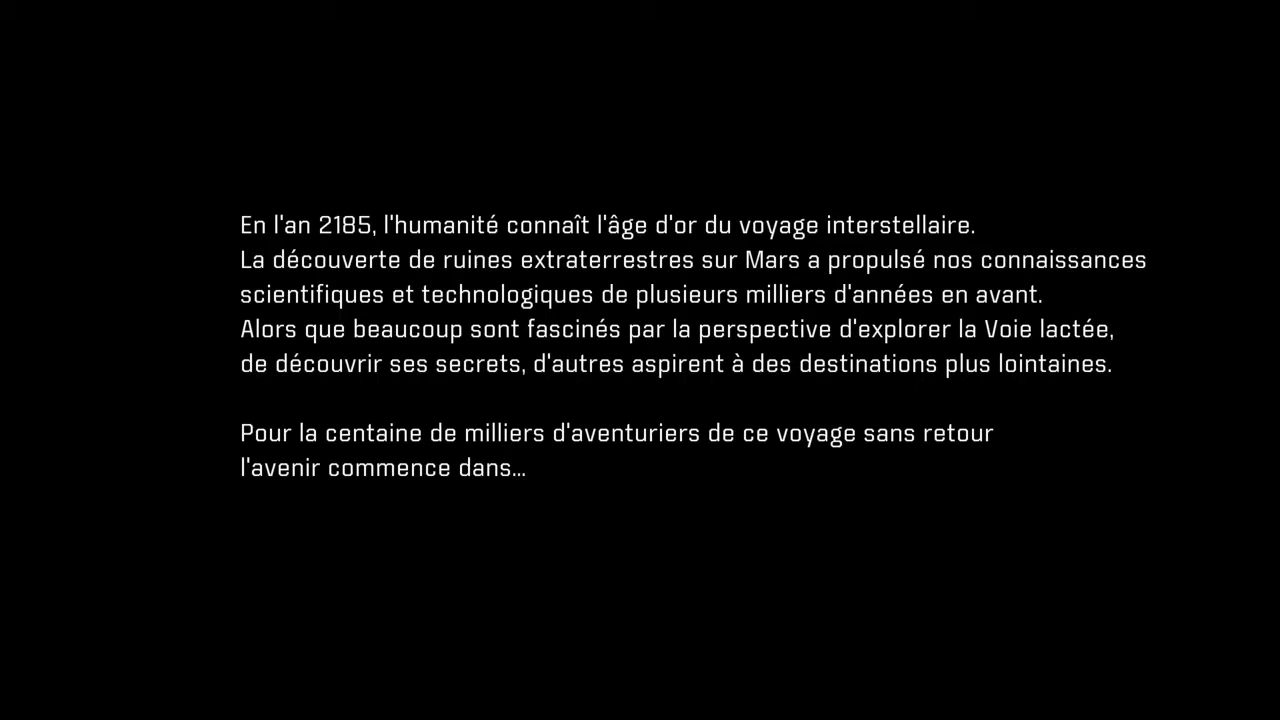 En l'an 2185, l'humanité connaît l'âge d'or du voyage interstellaire.
La découverte de ruines extraterrestres sur Mars a propulsé nos connaissances
scientifiques et technologiques de plusieurs milliers d'années en avant.
Alors que beaucoup sont fascinés par la perspective d'explorer la Voie lactée,
de découvrir ses secrets, d'autres aspirent à des destinations plus lointaines.
Pour la centaine de milliers d'aventuriers de ce voyage sans retour
l'avenir commence dans...